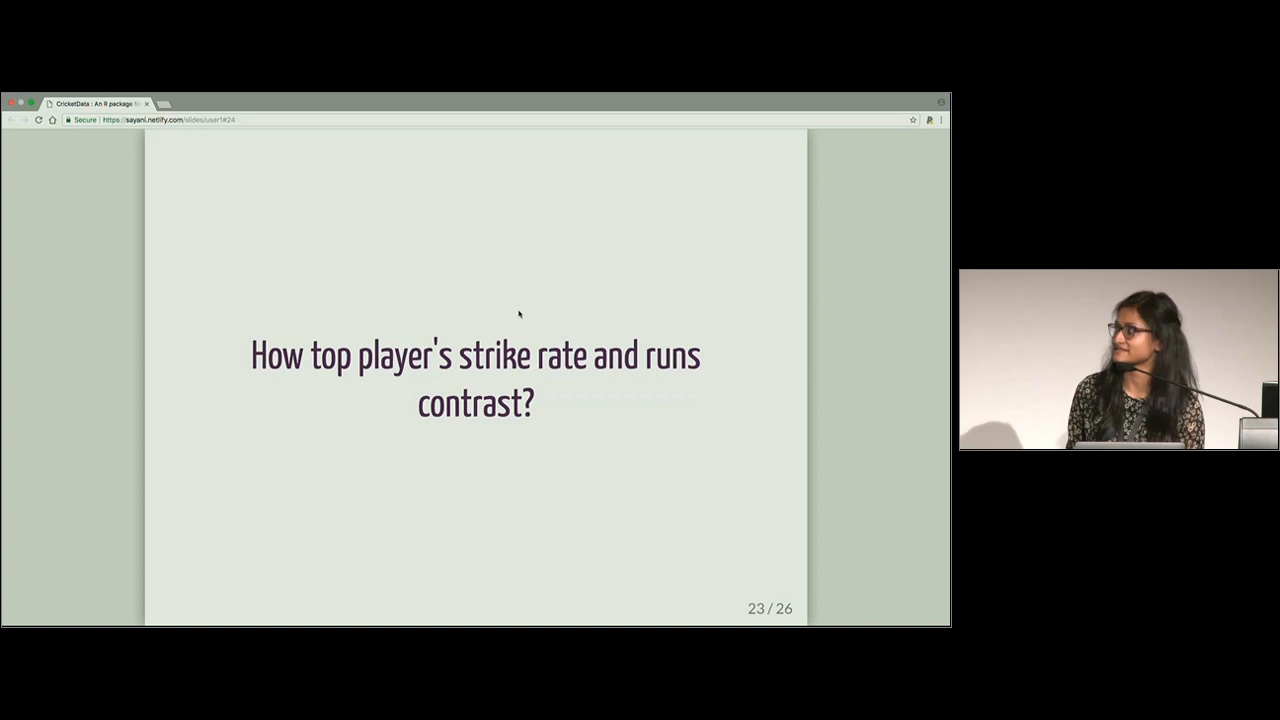 CricketData : An R package fo
Secure | https://sayani.netlify.com/slides/user1#24
How top player's strike rate and runs
contrast?
23 / 26